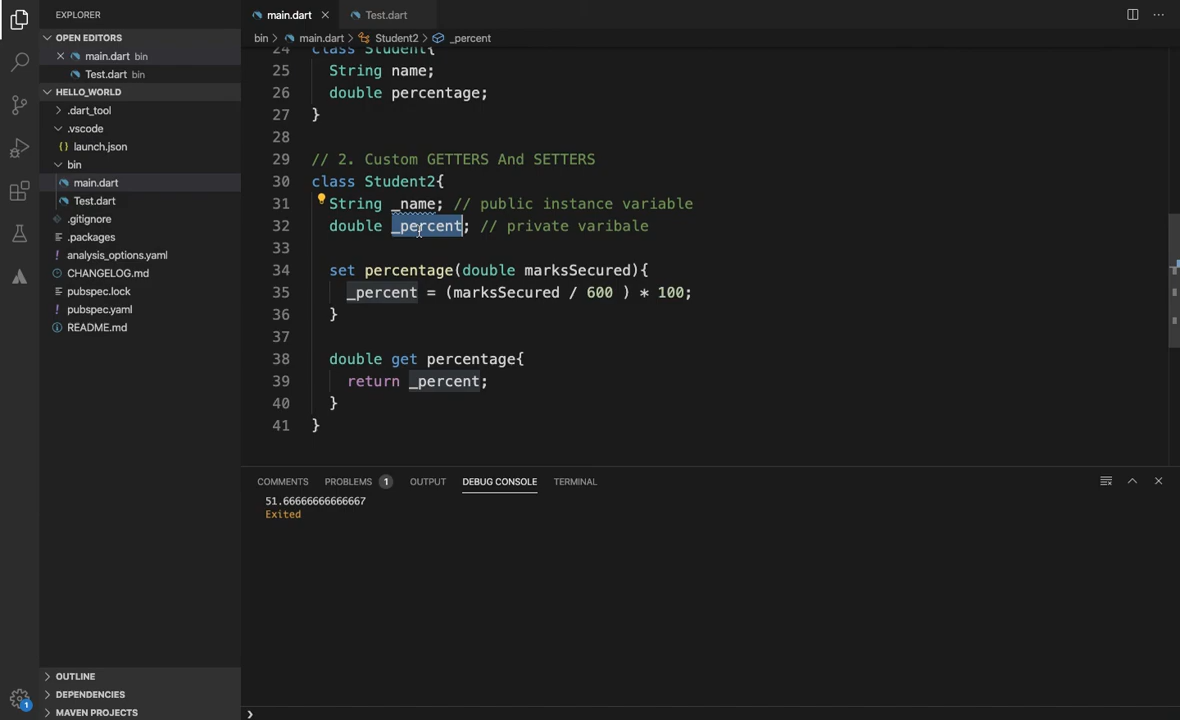 EXPLORER
main.dart
Test.dart
OPEN EDITORS
bin > main.dart > Student2 > _percent
main.dart bin
Test.dart bin
HELLO_WORLD
.dart_tool
.vscode
launch.json
bin
main.dart
Test.dart
.gitignore
.packages
analysis_options.yaml
CHANGELOG.md
pubspec.lock
pubspec.yaml
README.md
OUTLINE
DEPENDENCIES
MAVEN PROJECTS
1
24 class Student{
25 String name;
26 double percentage;
27 }
28
29 // 2. Custom GETTERS And SETTERS
30 class Student2{
31 String _name; // public instance variable
32 double _percent; // private varibale
33
34 set percentage(double marksSecured){
35 _percent = (marksSecured / 600 ) * 100;
36 }
37
38 double get percentage{
39 return _percent;
40 }
41 }
COMMENTS PROBLEMS 1 OUTPUT DEBUG CONSOLE TERMINAL
51.66666666666667
Exited